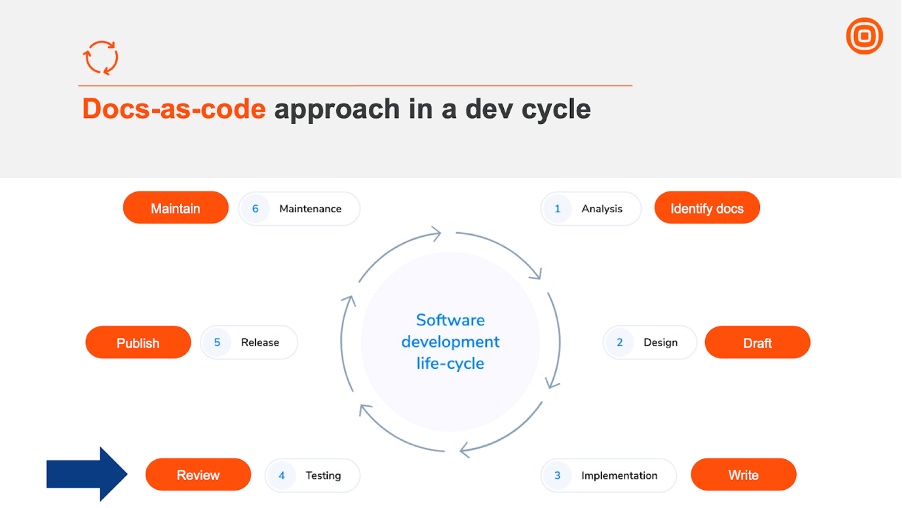 Docs-as-code approach in a dev cycle
Maintain
6 Maintenance
1 Analysis
Identify docs
Software
development
life-cycle
Publish
5 Release
2 Design
Draft
Review
4 Testing
3 Implementation
Write